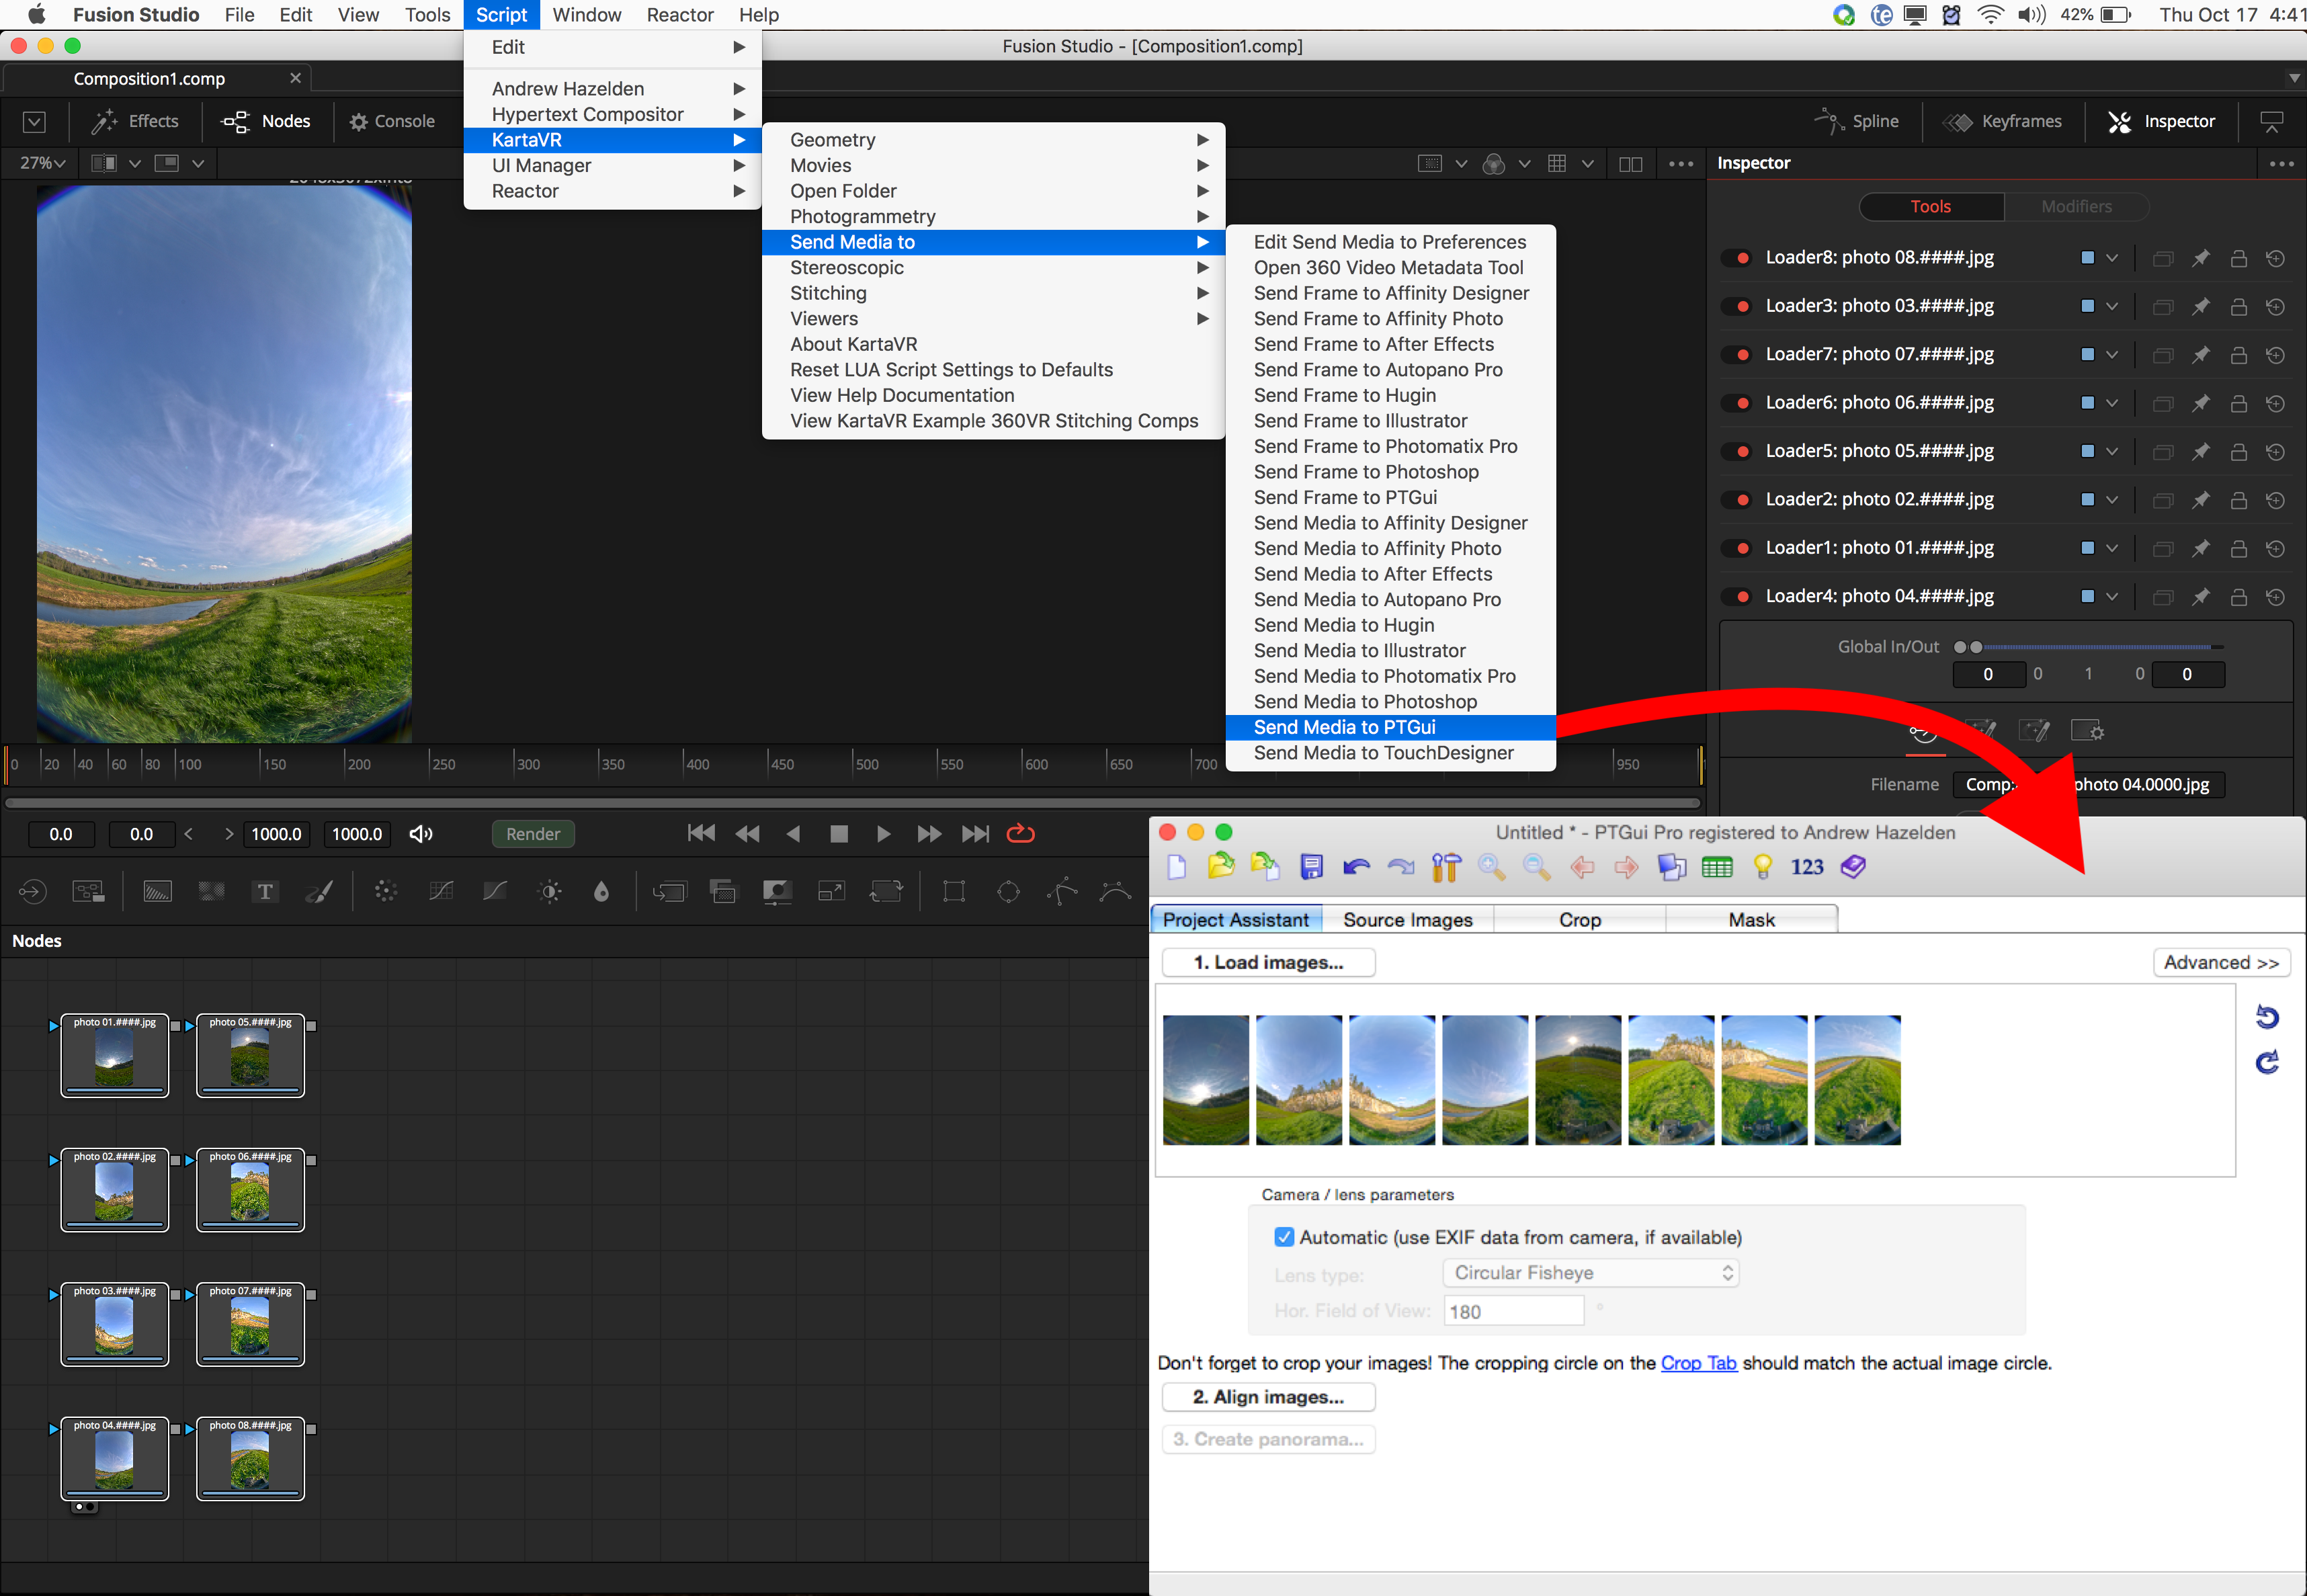 Fusion Studio File Edit View Tools Script Window Reactor Help 42% Thu Oct 17 4:41
Fusion Studio - [Composition1.comp]
Composition1.comp
Effects Nodes Console Spline Keyframes Inspector
27%
Edit
Andrew Hazelden
Hypertext Compositor
KartaVR
UI Manager
Reactor
Geometry
Movies
Open Folder
Photogrammetry
Send Media to
Stereoscopic
Stitching
Viewers
About KartaVR
Reset LUA Script Settings to Defaults
View Help Documentation
View KartaVR Example 360VR Stitching Comps
Edit Send Media to Preferences
Open 360 Video Metadata Tool
Send Frame to Affinity Designer
Send Frame to Affinity Photo
Send Frame to After Effects
Send Frame to Autopano Pro
Send Frame to Hugin
Send Frame to Illustrator
Send Frame to Photomatix Pro
Send Frame to Photoshop
Send Frame to PTGui
Send Media to Affinity Designer
Send Media to Affinity Photo
Send Media to After Effects
Send Media to Autopano Pro
Send Media to Hugin
Send Media to Illustrator
Send Media to Photomatix Pro
Send Media to Photoshop
Send Media to PTGui
Send Media to TouchDesigner
Inspector
Tools Modifiers
Loader8: photo 08.####.jpg
Loader3: photo 03.####.jpg
Loader7: photo 07.####.jpg
Loader6: photo 06.####.jpg
Loader5: photo 05.####.jpg
Loader2: photo 02.####.jpg
Loader1: photo 01.####.jpg
Loader4: photo 04.####.jpg
Global In/Out
0 0 1 0 0
Filename Comp: photo 04.0000.jpg
0 20 40 60 80 100 150 200 250 300 350 400 450 500 550 600 650 700 950
0.0 0.0 < > 1000.0 1000.0 Render
T
Nodes
photo 01.####.jpg photo 05.####.jpg
photo 02.####.jpg photo 06.####.jpg
photo 03.####.jpg photo 07.####.jpg
photo 04.####.jpg photo 08.####.jpg
Untitled * - PTGui Pro registered to Andrew Hazelden
123
Project Assistant Source Images Crop Mask
1. Load images...
Advanced >>
Camera / lens parameters
Automatic (use EXIF data from camera, if available)
Lens type: Circular Fisheye
Hor. Field of View: 180 °
Don't forget to crop your images! The cropping circle on the Crop Tab should match the actual image circle.
2. Align images...
3. Create panorama...